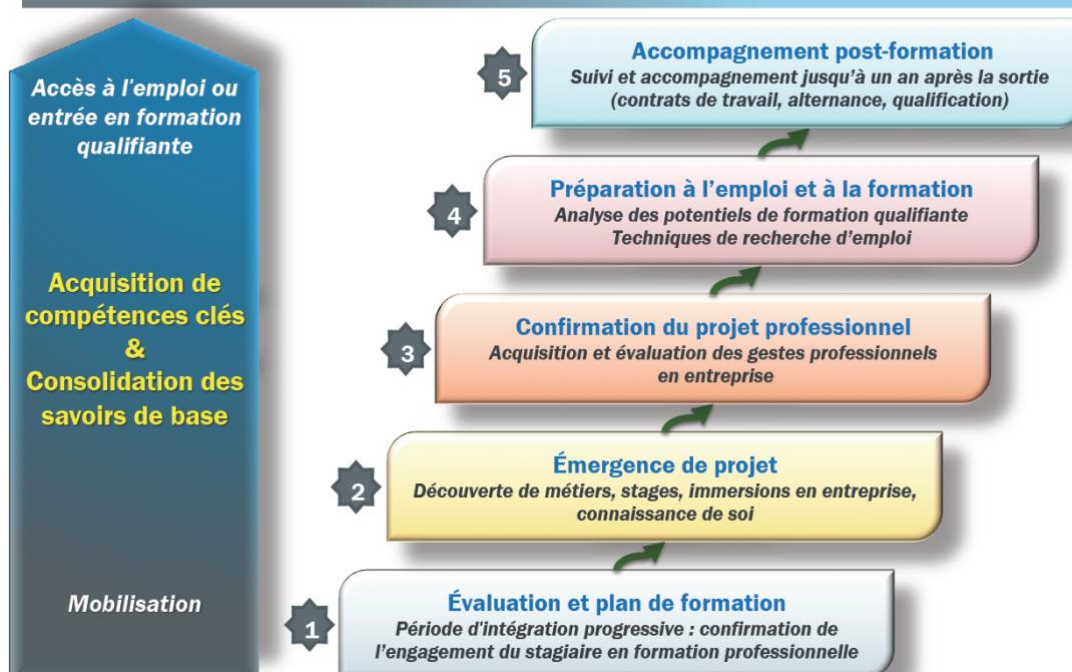 Accès à l'emploi ou
entrée en formation
qualifiante
Acquisition de
compétences clés
&
Consolidation des
savoirs de base
Mobilisation
5
Accompagnement post-formation
Suivi et accompagnement jusqu'à un an après la sortie
(contrats de travail, alternance, qualification)
4
Préparation à l'emploi et à la formation
Analyse des potentiels de formation qualifiante
Techniques de recherche d'emploi
3
Confirmation du projet professionnel
Acquisition et évaluation des gestes professionnels
en entreprise
2
Émergence de projet
Découverte de métiers, stages, immersions en entreprise,
connaissance de soi
1
Évaluation et plan de formation
Période d'intégration progressive : confirmation de
l'engagement du stagiaire en formation professionnelle